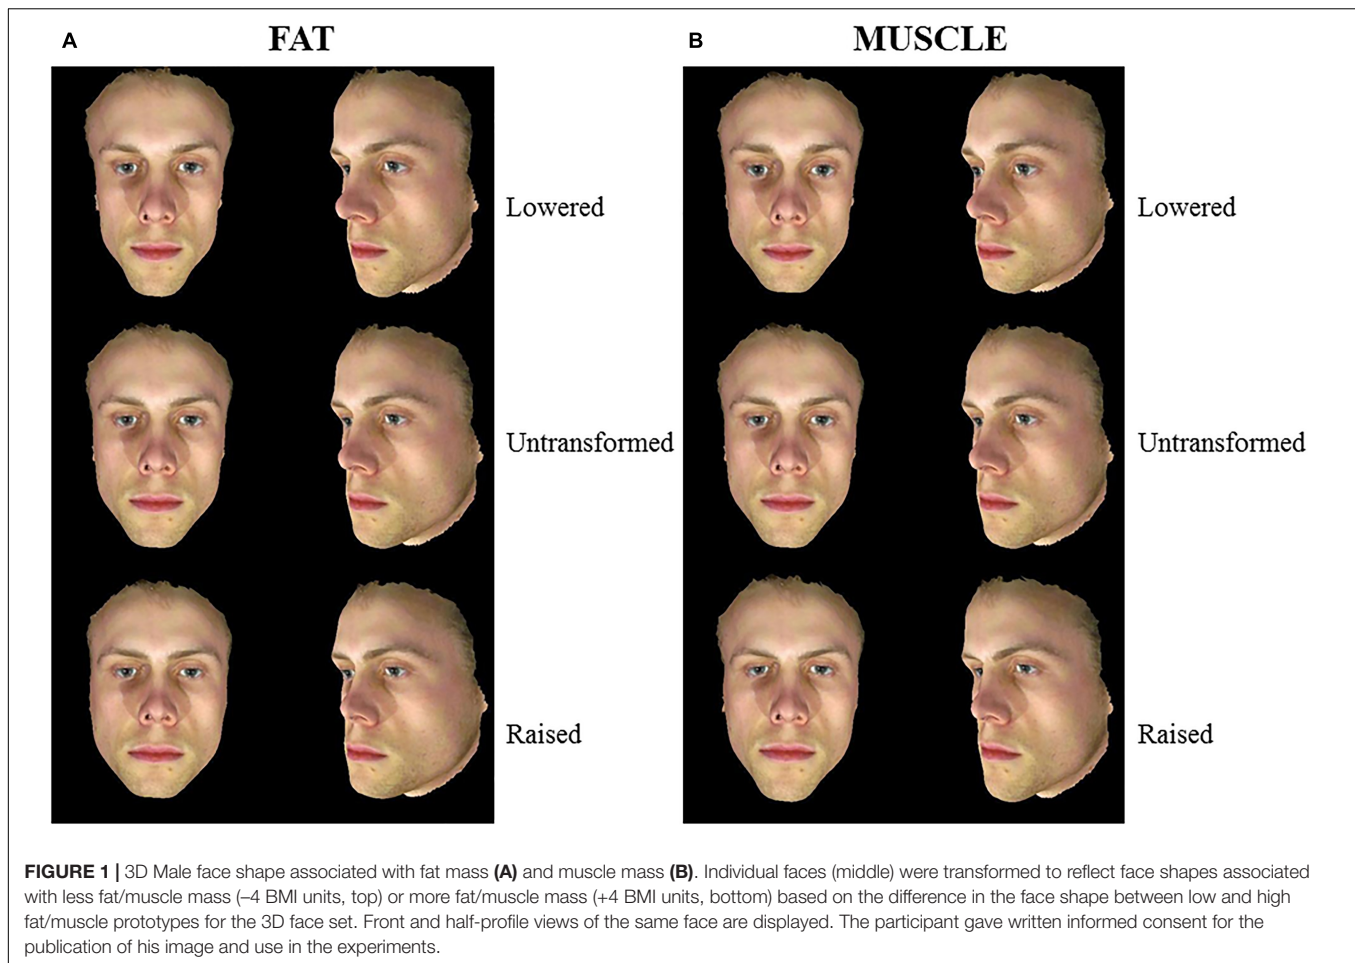 A FAT
B MUSCLE
Lowered
Lowered
Untransformed
Untransformed
Raised
Raised
FIGURE 1 | 3D Male face shape associated with fat mass (A) and muscle mass (B). Individual faces (middle) were transformed to reflect face shapes associated
with less fat/muscle mass (–4 BMI units, top) or more fat/muscle mass (+4 BMI units, bottom) based on the difference in the face shape between low and high
fat/muscle prototypes for the 3D face set. Front and half-profile views of the same face are displayed. The participant gave written informed consent for the
publication of his image and use in the experiments.